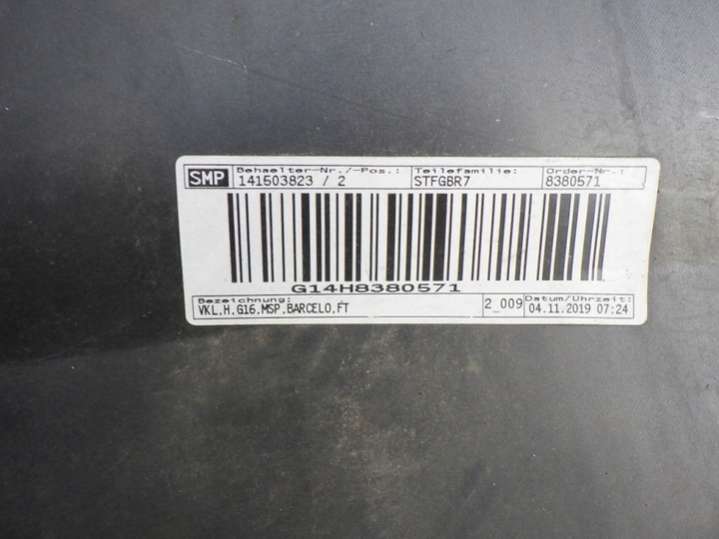 SMP
Behaelter-Nr./-Pos.: Teilefamilie: Order-Nr.:
141503823 / 2 STFGBR7 8380571
G14H8380571
Bezeichnung: 2_009 Datum/Uhrzeit:
VKL.H.G16.MSP.BARCELO.FT 04.11.2019 07:24